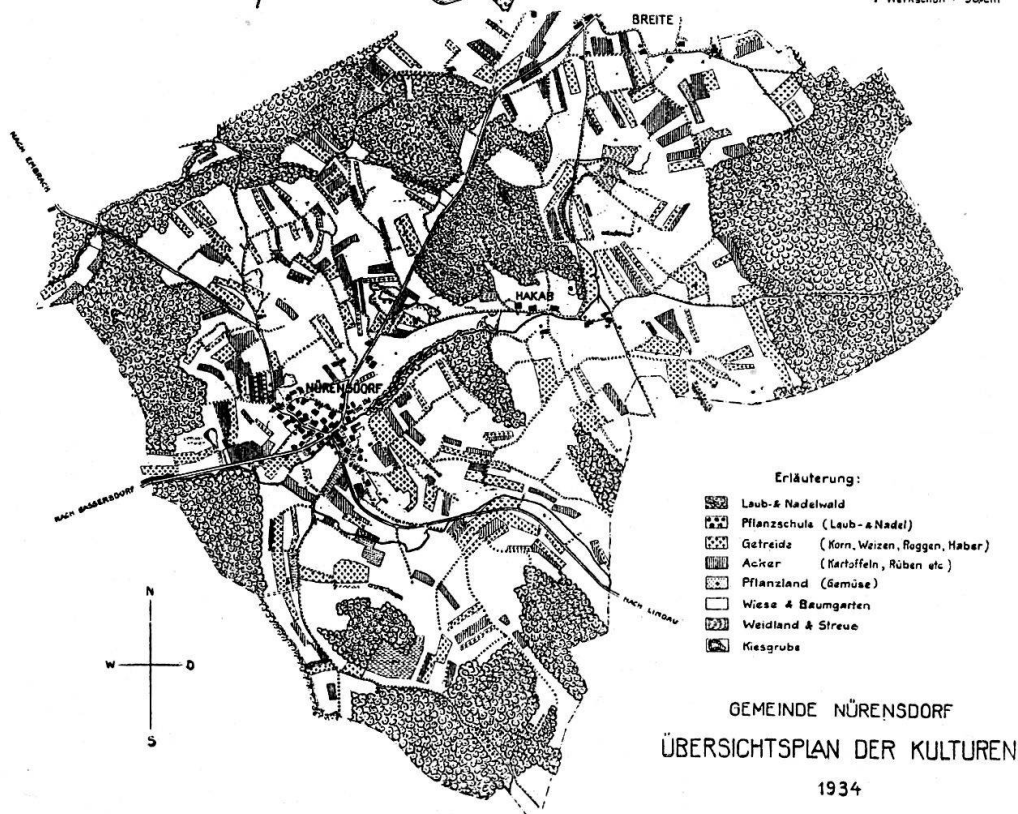 BREITE
NACH EMBRACH
HAKAB
NÜRENSDORF
NACH BASSERSDORF
NACH LINDAU
Erläuterung:
Laub-& Nadelwald
Pflanzschule (Laub-& Nadel)
Getreide (Korn, Weizen, Roggen, Haber)
Acker (Kartoffeln, Rüben etc)
Pflanzland (Gemüse)
Wiese & Baumgarten
Weidland & Streue
Kiesgrube
N
W O
S
GEMEINDE NÜRENSDORF
ÜBERSICHTSPLAN DER KULTUREN
1934